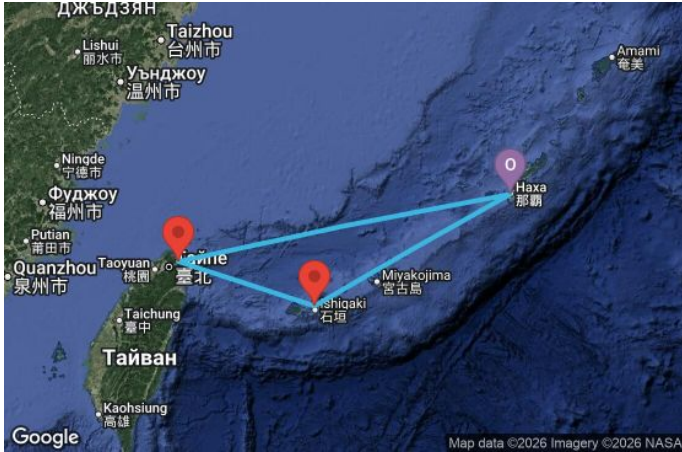 ДЖЪДЗЯН
Taizhou
台州市
Lishui
丽水市
Уънджоу
温州市
Amami
奄美
Ningde
宁德市
Фуджоу
福州市
O
Наха
那覇
Putian
莆田市
Taoyuan
桃園
臺北
Quanzhou
泉州市
Miyakojima
宮古島
Ishigaki
石垣
Taichung
臺中
Тайван
Kaohsiung
高雄
Google
Map data ©2026 Imagery ©2026 NASA